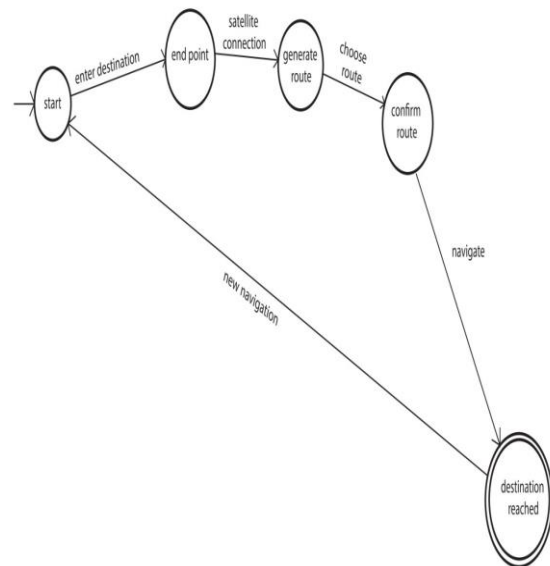 start
enter destination
end point
satellite
connection
generate
route
choose
route
confirm
route
navigate
destination
reached
new navigation